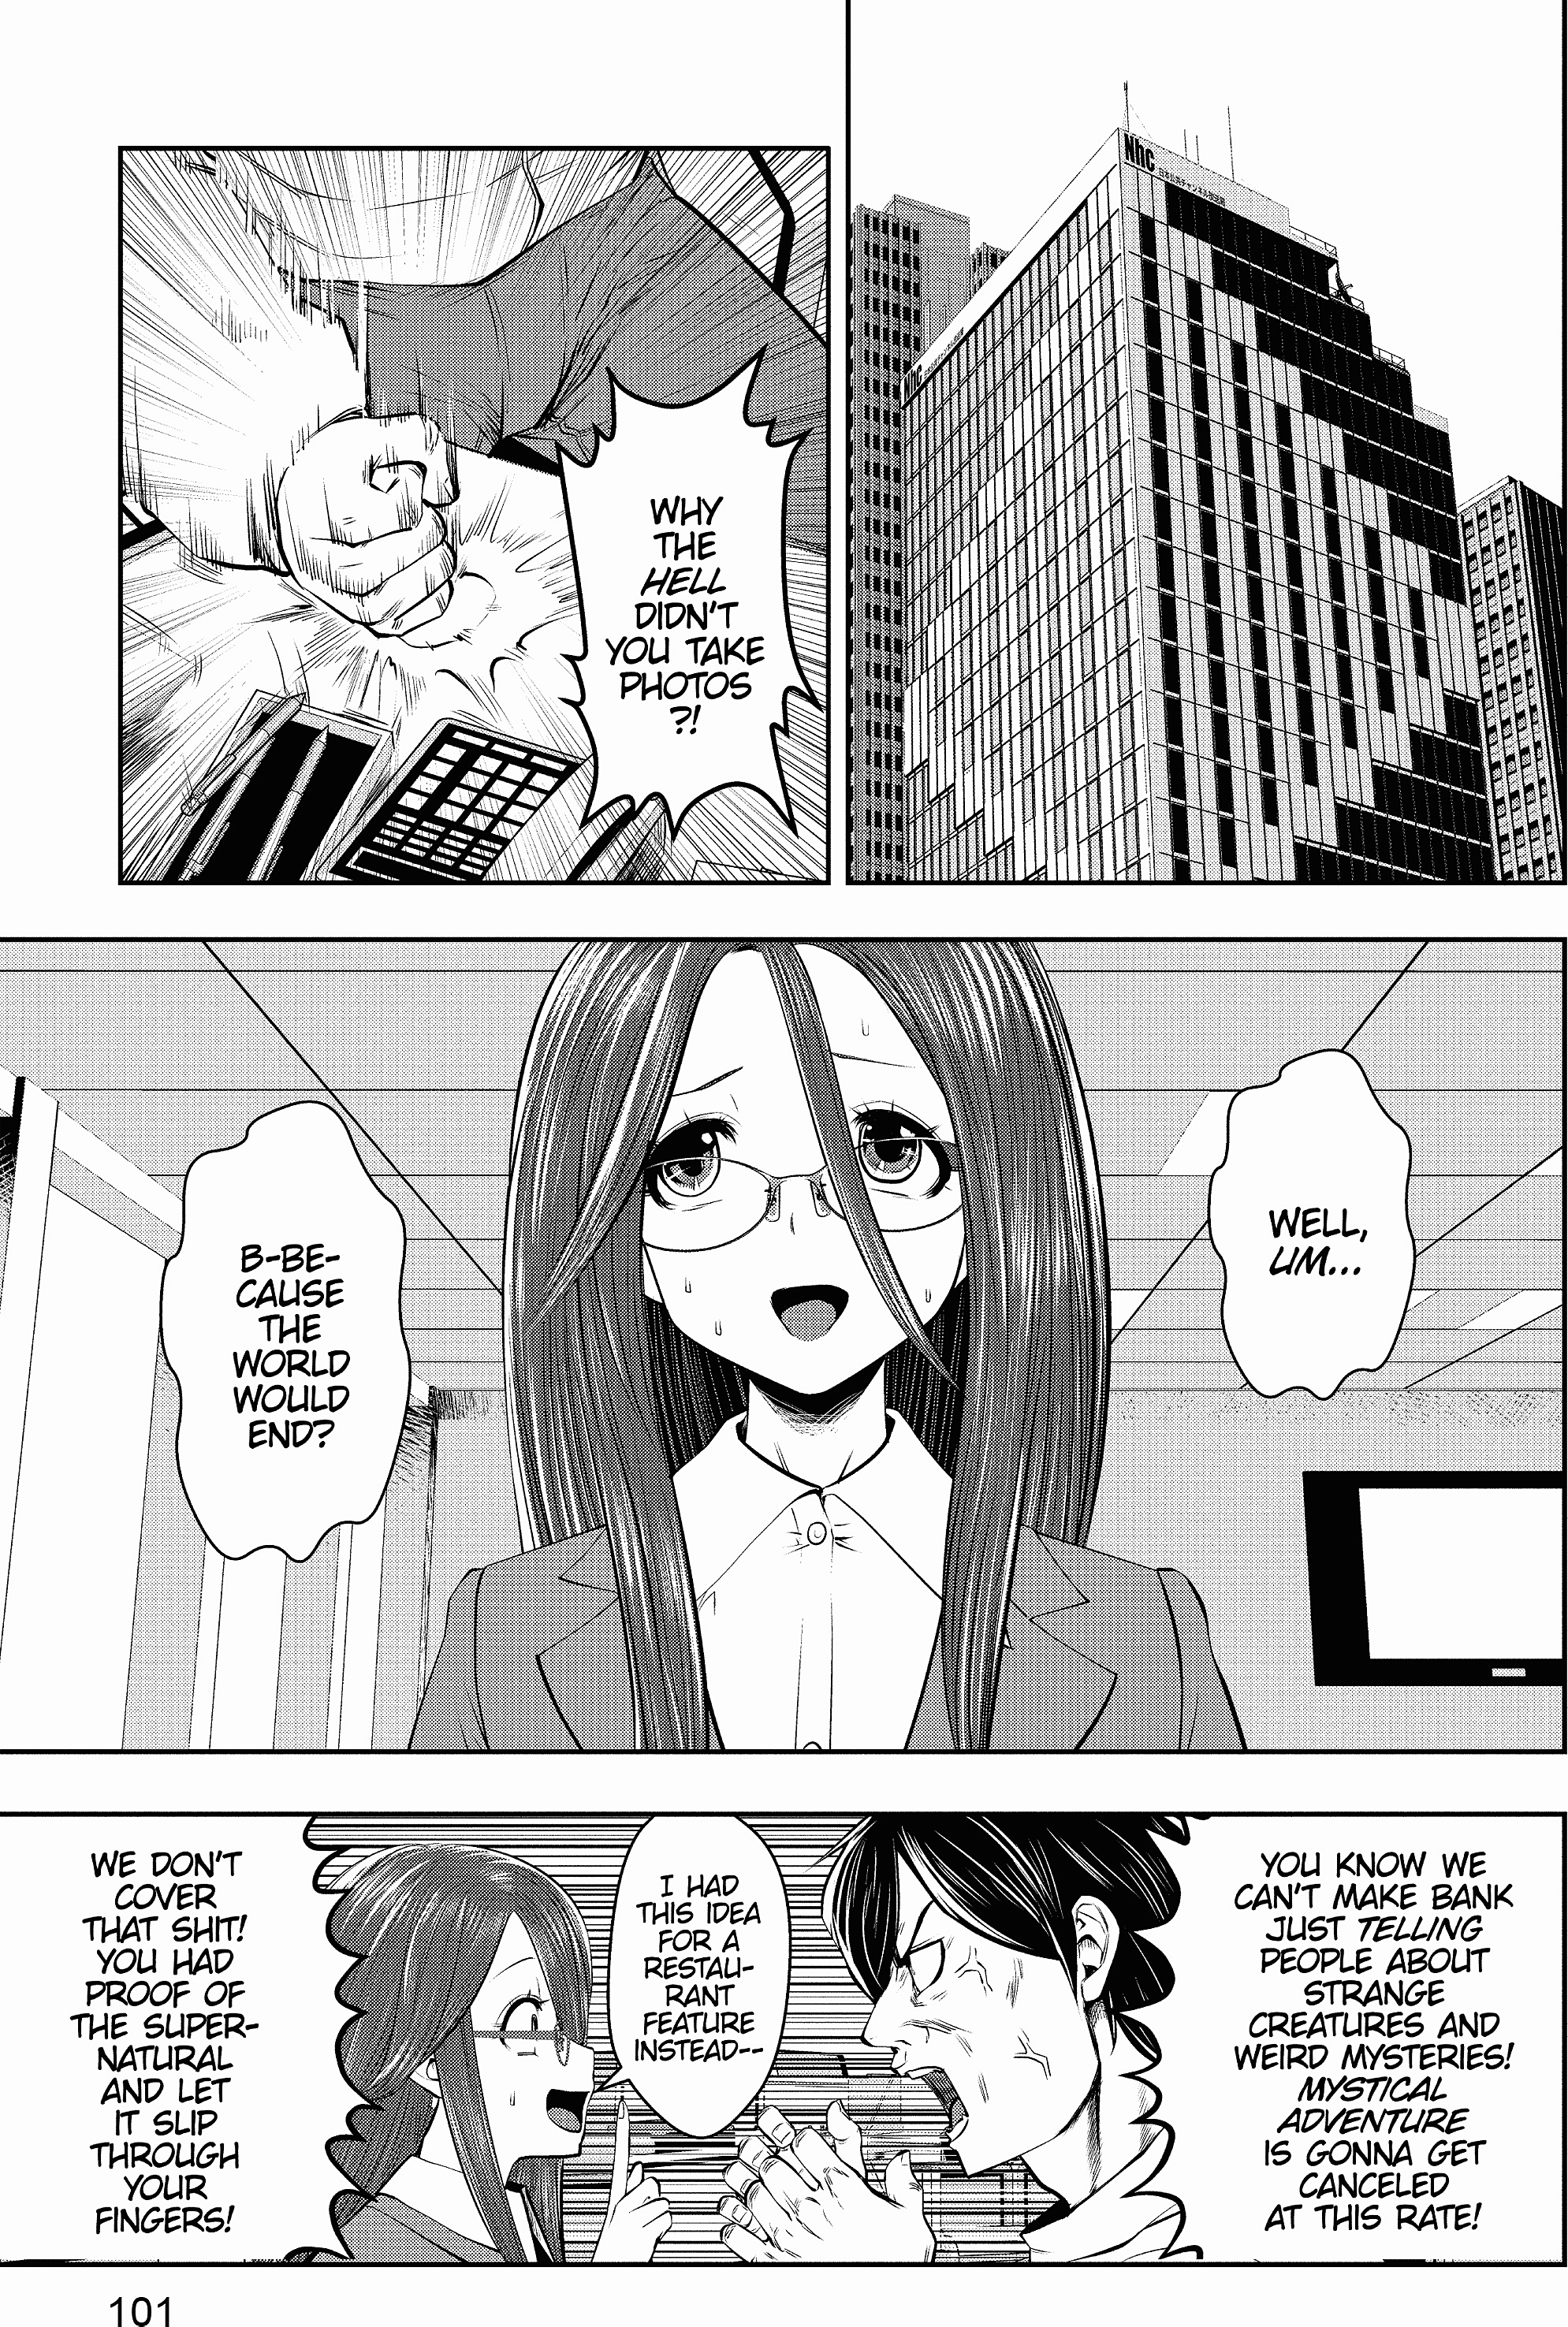 Nhc
Nhc
WHY
THE
HELL
DIDN'T
YOU TAKE
PHOTOS
?!
WELL,
UM...
B-BE-
CAUSE
THE
WORLD
WOULD
END?
YOU KNOW WE
CAN'T MAKE BANK
JUST TELLING
PEOPLE ABOUT
STRANGE
CREATURES AND
WEIRD MYSTERIES!
MYSTICAL
ADVENTURE
IS GONNA GET
CANCELED
AT THIS RATE!
I HAD
THIS IDEA
FOR A
RESTAU-
RANT
FEATURE
INSTEAD--
WE DON'T
COVER
THAT SHIT!
YOU HAD
PROOF OF
THE SUPER-
NATURAL
AND LET
IT SLIP
THROUGH
YOUR
FINGERS!
101